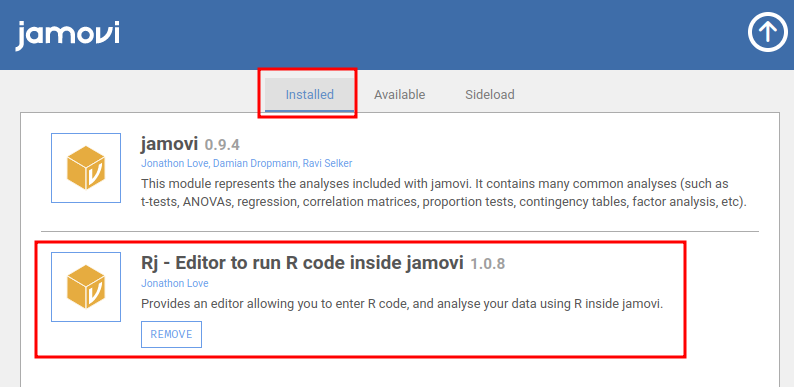 jamovi
Installed Available Sideload
jamovi 0.9.4
Jonathon Love, Damian Dropmann, Ravi Selker
This module represents the analyses included with jamovi. It contains many common analyses (such as
t-tests, ANOVAs, regression, correlation matrices, proportion tests, contingency tables, factor analysis, etc).
Rj - Editor to run R code inside jamovi 1.0.8
Jonathon Love
Provides an editor allowing you to enter R code, and analyse your data using R inside jamovi.
REMOVE